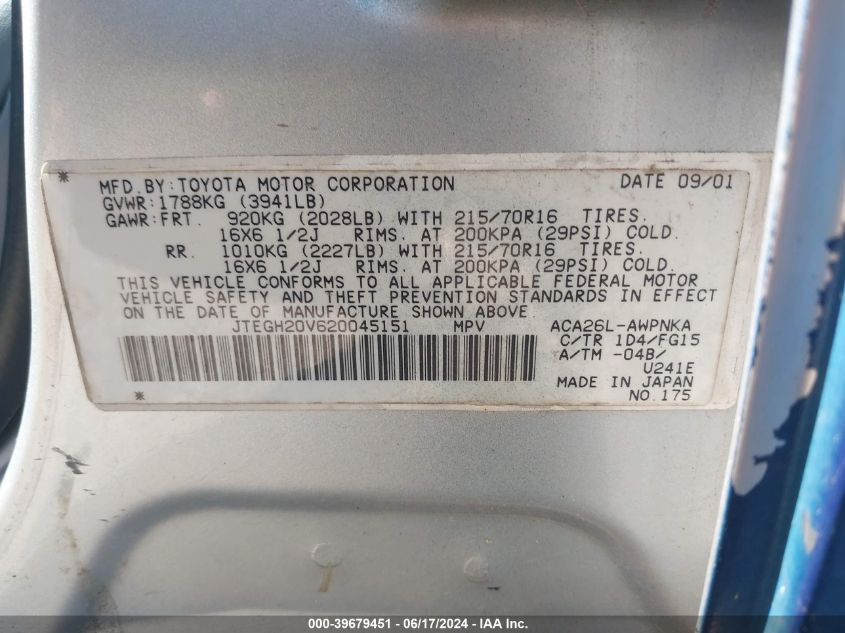 * MFD.BY:TOYOTA MOTOR CORPORATION DATE 09/01
GVWR:1788KG (3941LB)
GAWR:FRT. 920KG (2028LB) WITH 215/70R16 TIRES.
16X6 1/2J RIMS. AT 200KPA (29PSI) COLD.
RR. 1010KG (2227LB) WITH 215/70R16 TIRES.
16X6 1/2J RIMS. AT 200KPA (29PSI) COLD.
THIS VEHICLE CONFORMS TO ALL APPLICABLE FEDERAL MOTOR
VEHICLE SAFETY AND THEFT PREVENTION STANDARDS IN EFFECT
ON THE DATE OF MANUFACTURE SHOWN ABOVE.
JTEGH20V620045151 MPV ACA26L-AWPNKA
C/TR 1D4/FG15
A/TM -04B/
U241E
MADE IN JAPAN
* NO.175
000-39679451 - 06/17/2024 - IAAI Inc.